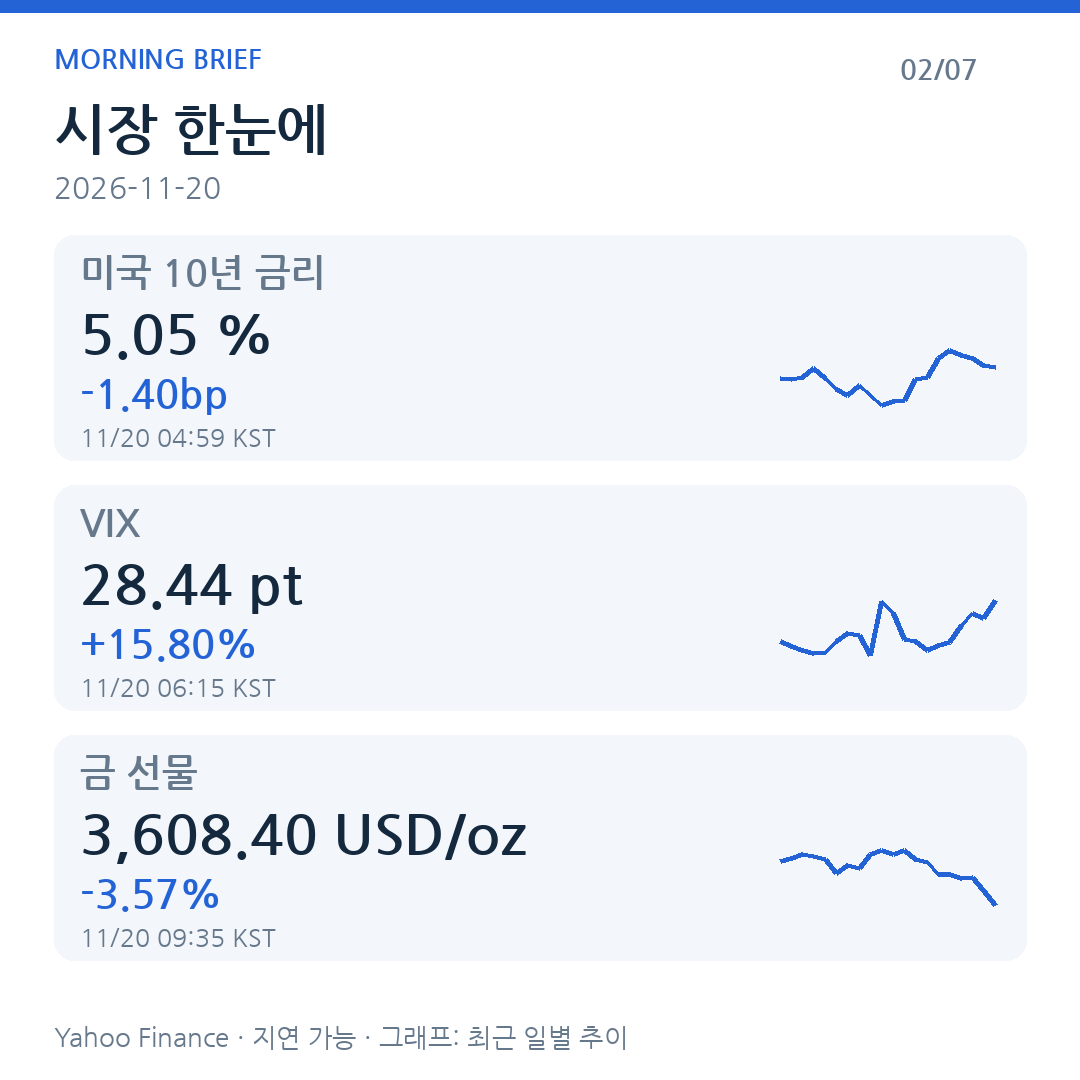 MORNING BRIEF
02/07
시장 한눈에
2026-11-20
미국 10년 금리
5.05 %
-1.40bp
11/20 04:59 KST
VIX
28.44 pt
+15.80%
11/20 06:15 KST
금 선물
3,608.40 USD/oz
-3.57%
11/20 09:35 KST
Yahoo Finance · 지연 가능 · 그래프: 최근 일별 추이